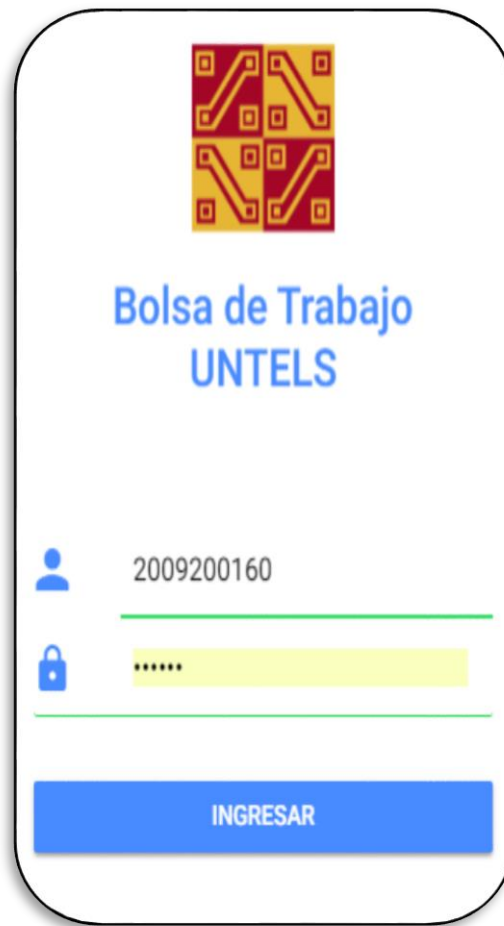 Bolsa de Trabajo
UNTELS
2009200160
••••••
INGRESAR